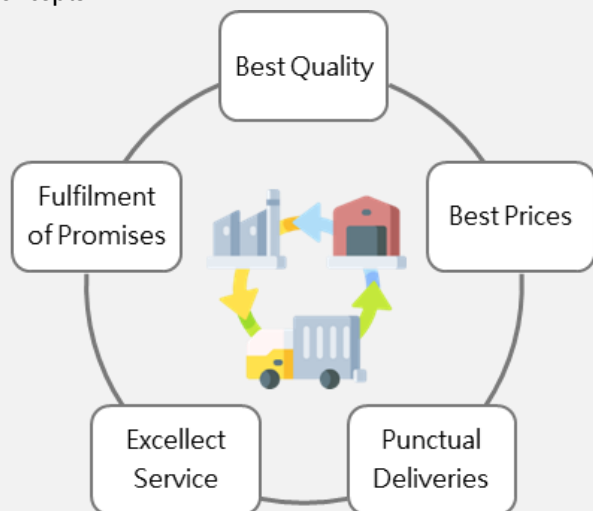 Best Quality
Fulfilment
of Promises
Best Prices
Excellect
Service
Punctual
Deliveries